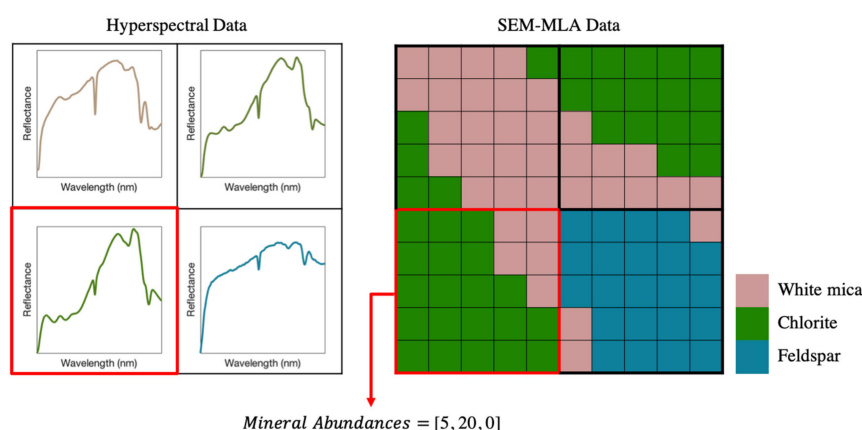 Hyperspectral Data
SEM-MLA Data
Reflectance
Wavelength (nm)
Reflectance
Wavelength (nm)
Reflectance
Wavelength (nm)
Reflectance
Wavelength (nm)
White mica
Chlorite
Feldspar
Mineral Abundances = [5, 20, 0]